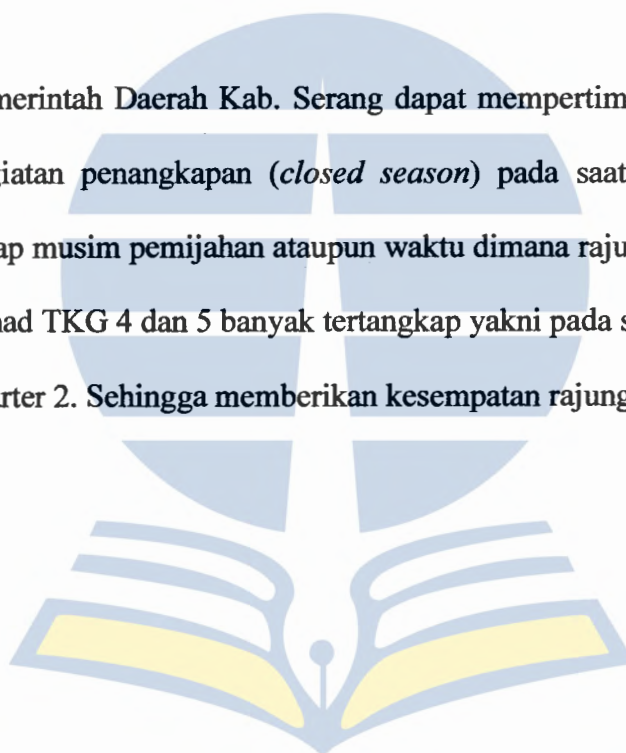 merintah Daerah Kab. Serang dapat mempertim
giatan penangkapan (closed season) pada saat
ap musim pemijahan ataupun waktu dimana raju
nad TKG 4 dan 5 banyak tertangkap yakni pada s
rter 2. Sehingga memberikan kesempatan rajung